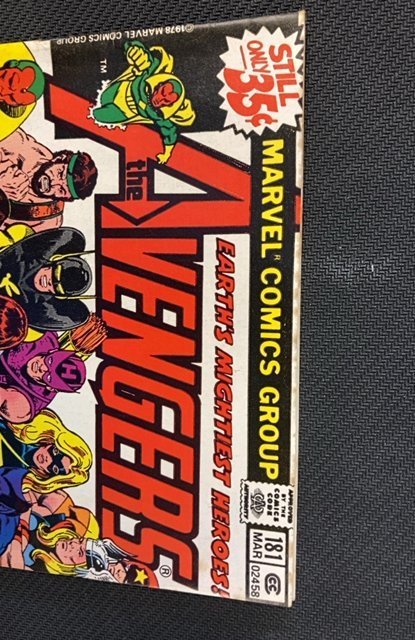 ©1978 MARVEL COMICS GROUP
STILL
ONLY
35¢
MARVEL® COMICS GROUP
EARTH'S MIGHTIEST HEROES!
TM
the
AVENGERS®
H
APPROVED
BY THE
COMICS
CODE
AUTHORITY
181 CC
MAR 02458